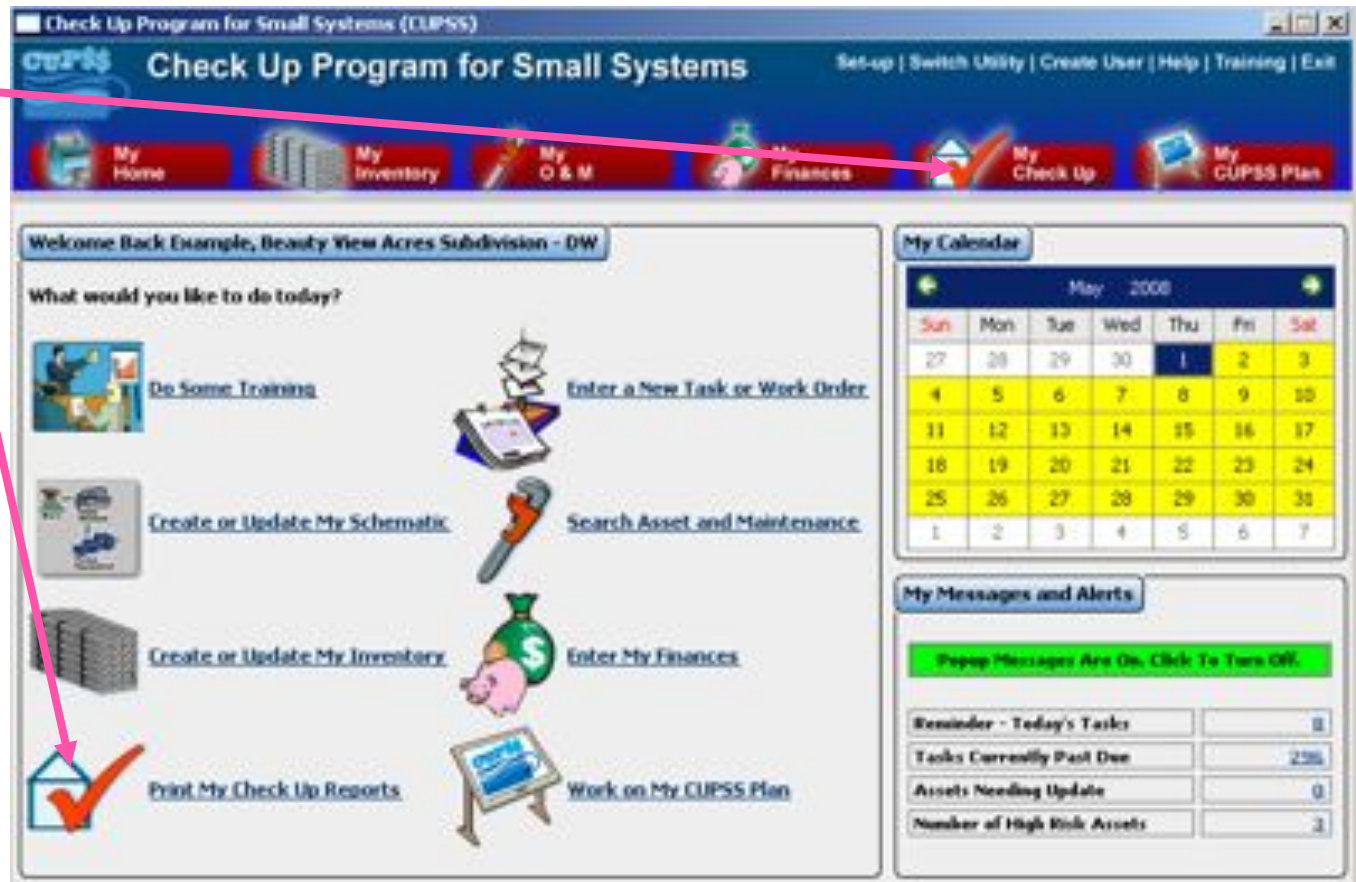 Check Up Program for Small Systems (CUPSS)
CUPSS
Check Up Program for Small Systems
Set-up | Switch Utility | Create User | Help | Training | Exit
My Home
My Inventory
My O & M
My Finances
My Check Up
My CUPSS Plan
Welcome Back Example, Beauty View Acres Subdivision - DW
What would you like to do today?
Do Some Training
Enter a New Task or Work Order
Create or Update My Schematic
Search Asset and Maintenance
Create or Update My Inventory
Enter My Finances
Print My Check Up Reports
CUPSS
Work on My CUPSS Plan
My Calendar
May 2008
Sun Mon Tue Wed Thu Fri Sat
27 28 29 30 1 2 3
4 5 6 7 8 9 10
11 12 13 14 15 16 17
18 19 20 21 22 23 24
25 26 27 28 29 30 31
1 2 3 4 5 6 7
My Messages and Alerts
Popup Messages Are On. Click To Turn Off.
Reminder - Today's Tasks 0
Tasks Currently Past Due 296
Assets Needing Update 0
Number of High Risk Assets